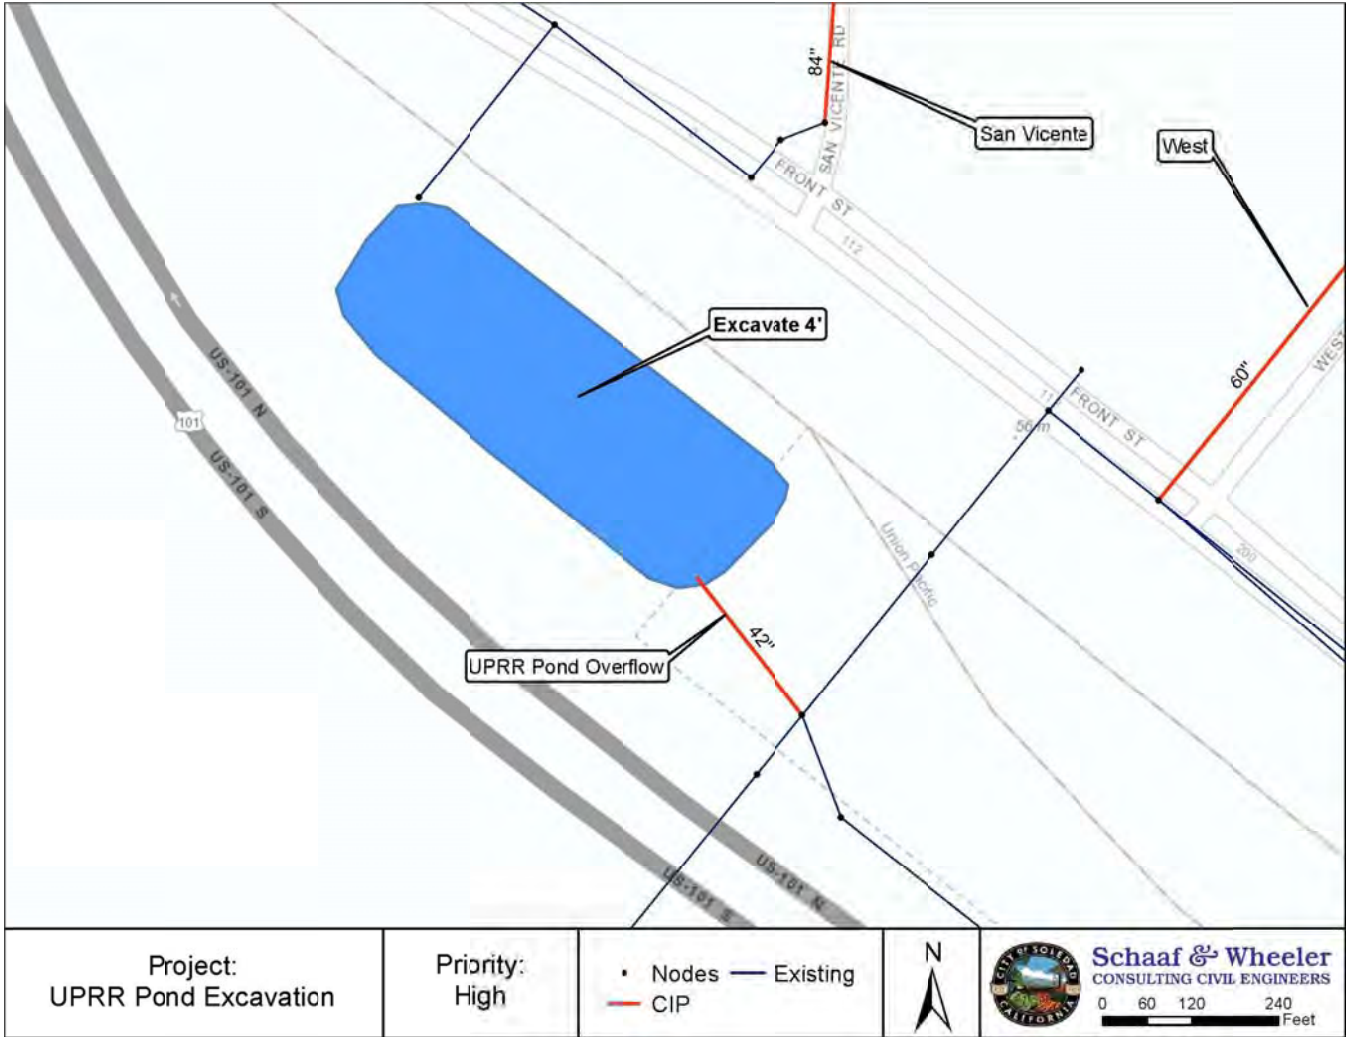 84"
SAN VICENTE RD
San Vicente
West
FRONT ST
112
Excavate 4'
60"
WEST
US-101 N
101
US-101 S
11
FRONT ST
56 m
Union Pacific
200
42"
UPRR Pond Overflow
US-101 S
US-101 N
Project:
UPRR Pond Excavation
Priority:
High
Nodes
Existing
CIP
N
CITY OF SOLEDAD
CALIFORNIA
Schaaf & Wheeler
CONSULTING CIVIL ENGINEERS
0 60 120 240
Feet